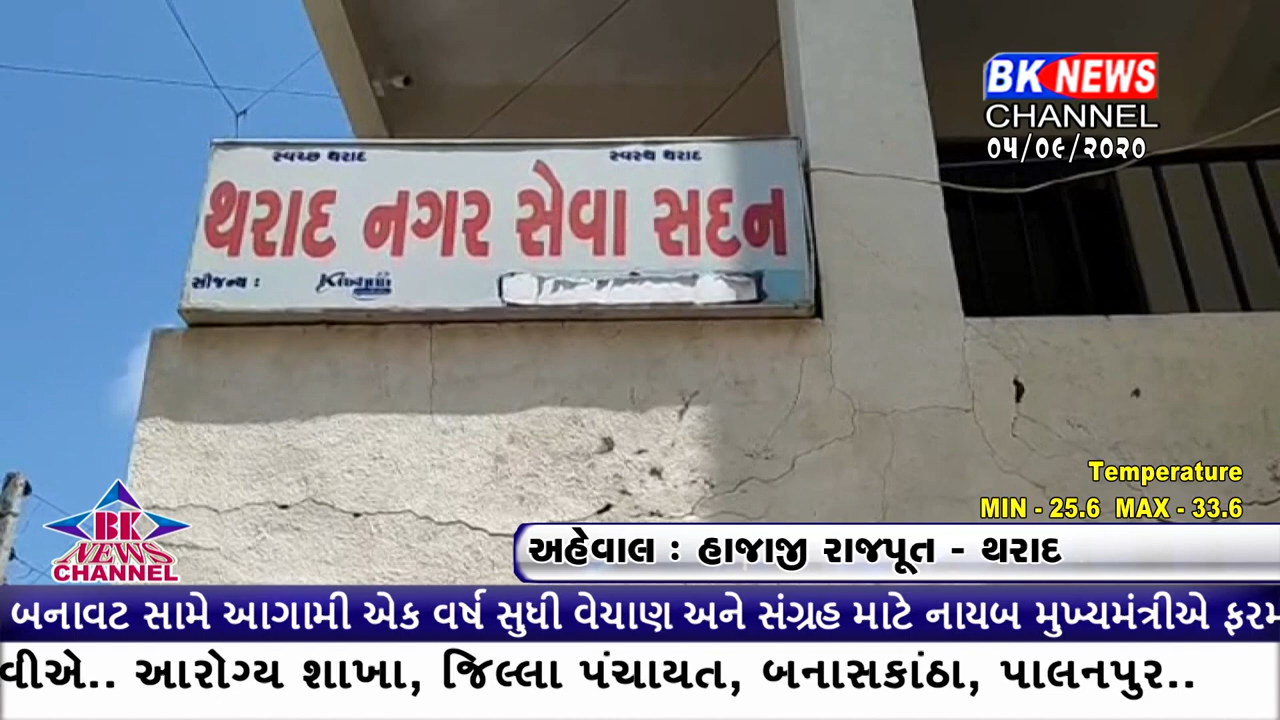 BK NEWS
CHANNEL
૦૫/૦૯/૨૦૨૦
સ્વચ્છ થરાદ સ્વસ્થ થરાદ
થરાદ નગર સેવા સદન
સૌજન્ય :
Temperature
MIN - 25.6 MAX - 33.6
BK
NEWS
CHANNEL
અહેવાલ : હાજાજી રાજપૂત - થરાદ
બનાવટ સામે આગામી એક વર્ષ સુધી વેચાણ અને સંગ્રહ માટે નાયબ મુખ્યમંત્રીએ ફરમ
વીએ.. આરોગ્ય શાખા, જિલ્લા પંચાયત, બનાસકાંઠા, પાલનપુર..